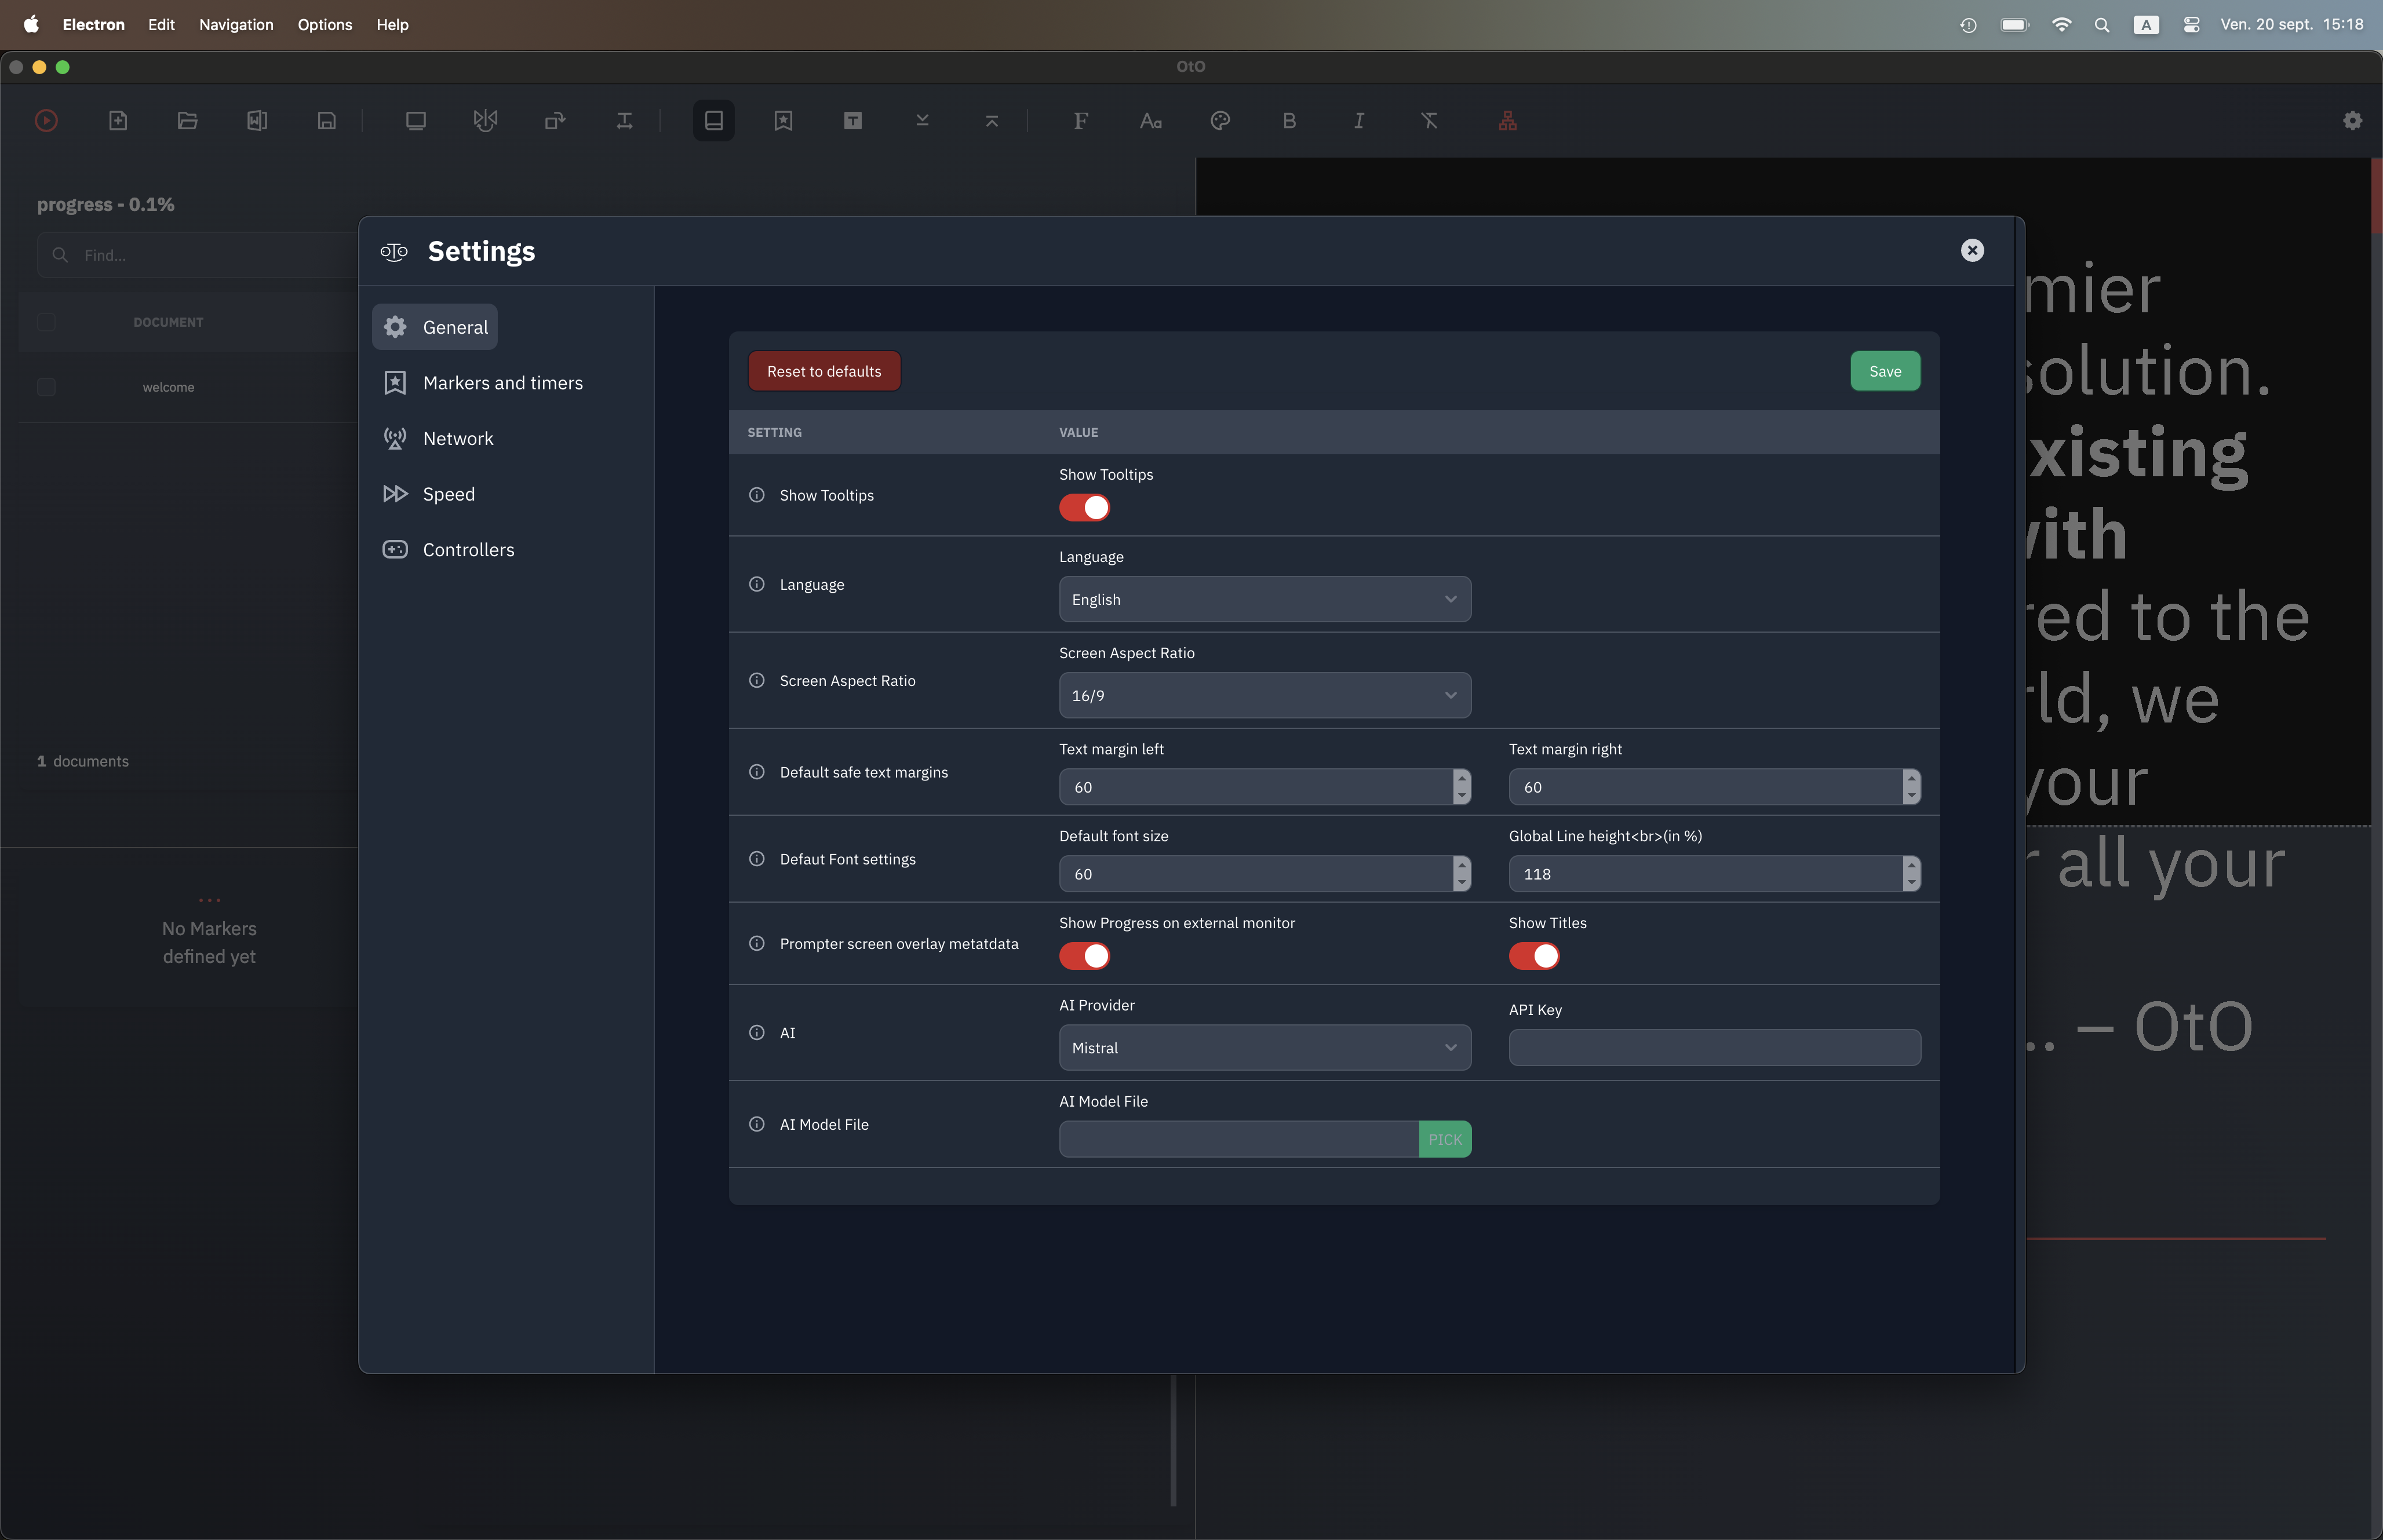 Electron Edit Navigation Options Help
A Ven. 20 sept. 15:18
OtO
progress - 0.1%
Find...
DOCUMENT
welcome
1 documents
...
No Markers
defined yet
Settings
General
Markers and timers
Network
Speed
Controllers
Reset to defaults Save
SETTING VALUE
Show Tooltips
Show Tooltips
Language
Language
English
Screen Aspect Ratio
Screen Aspect Ratio
16/9
Text margin left Text margin right
Default safe text margins
60 60
Default font size Global Line height<br>(in %)
Defaut Font settings
60 118
Show Progress on external monitor Show Titles
Prompter screen overlay metatdata
AI Provider API Key
AI
Mistral
AI Model File
AI Model File
PICK
mier
solution.
xisting
with
red to the
rld, we
your
r all your
.. – OtO